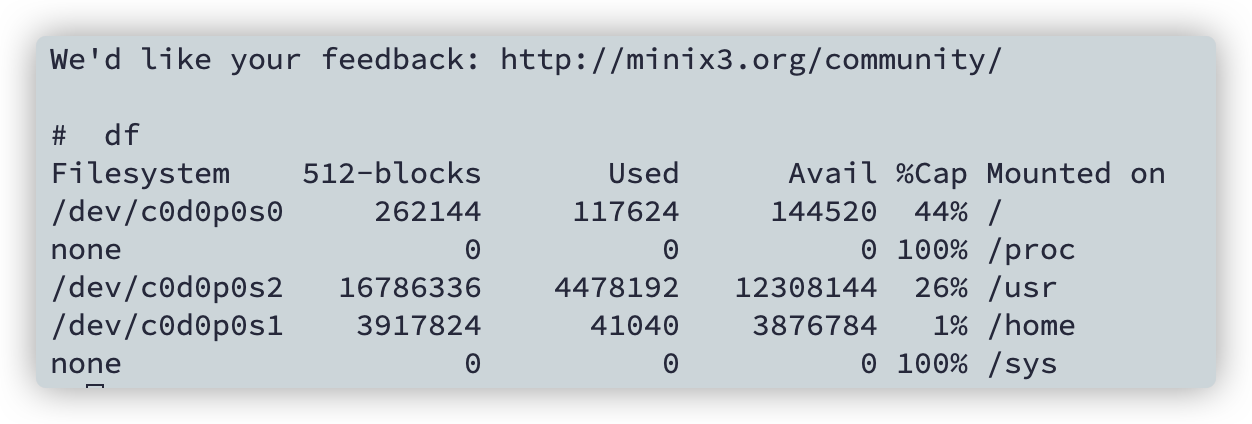 We'd like your feedback: http://minix3.org/community/
#  df
Filesystem    512-blocks       Used      Avail %Cap Mounted on
/dev/c0d0p0s0     262144     117624     144520  44% /
none                   0          0          0 100% /proc
/dev/c0d0p0s2   16786336    4478192   12308144  26% /usr
/dev/c0d0p0s1    3917824      41040    3876784   1% /home
none                   0          0          0 100% /sys